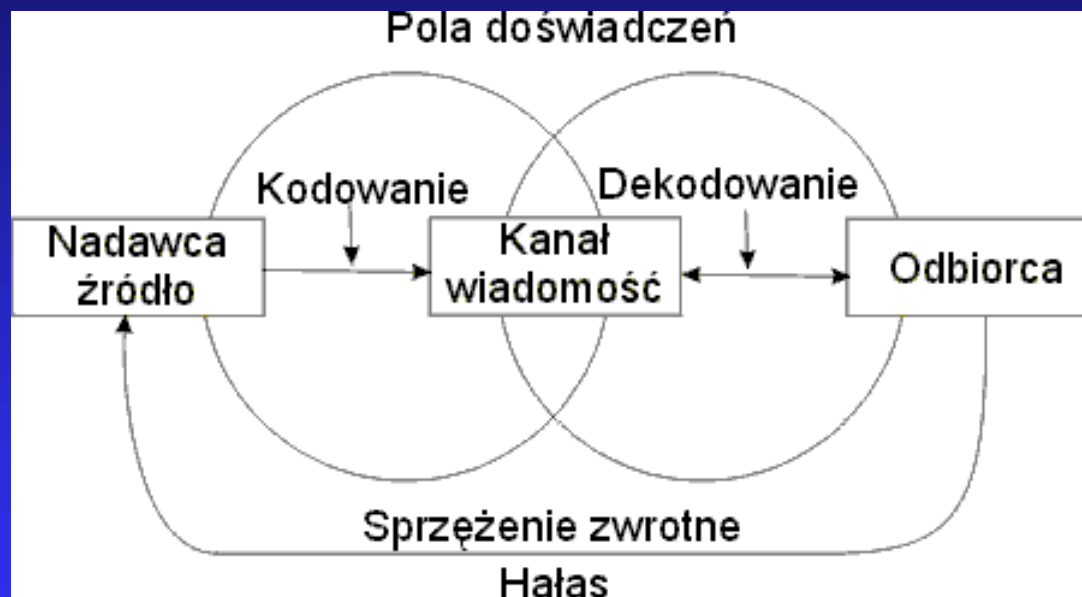 Pola doświadczeń
Kodowanie
Dekodowanie
Nadawca
źródło
Kanał
wiadomość
Odbiorca
Sprzężenie zwrotne
Hałas